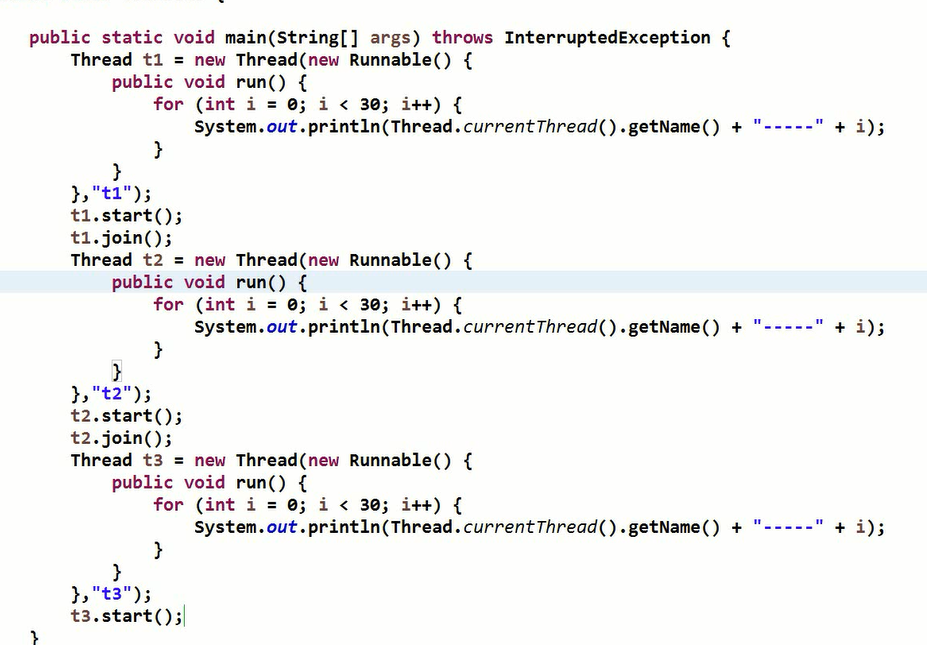 public static void main(String[] args) throws InterruptedException {
Thread t1 = new Thread(new Runnable() {
public void run() {
for (int i = 0; i < 30; i++) {
System.out.println(Thread.currentThread().getName() + "-----" + i);
}
}
},"t1");
t1.start();
t1.join();
Thread t2 = new Thread(new Runnable() {
public void run() {
for (int i = 0; i < 30; i++) {
System.out.println(Thread.currentThread().getName() + "-----" + i);
}
}
},"t2");
t2.start();
t2.join();
Thread t3 = new Thread(new Runnable() {
public void run() {
for (int i = 0; i < 30; i++) {
System.out.println(Thread.currentThread().getName() + "-----" + i);
}
}
},"t3");
t3.start();
}